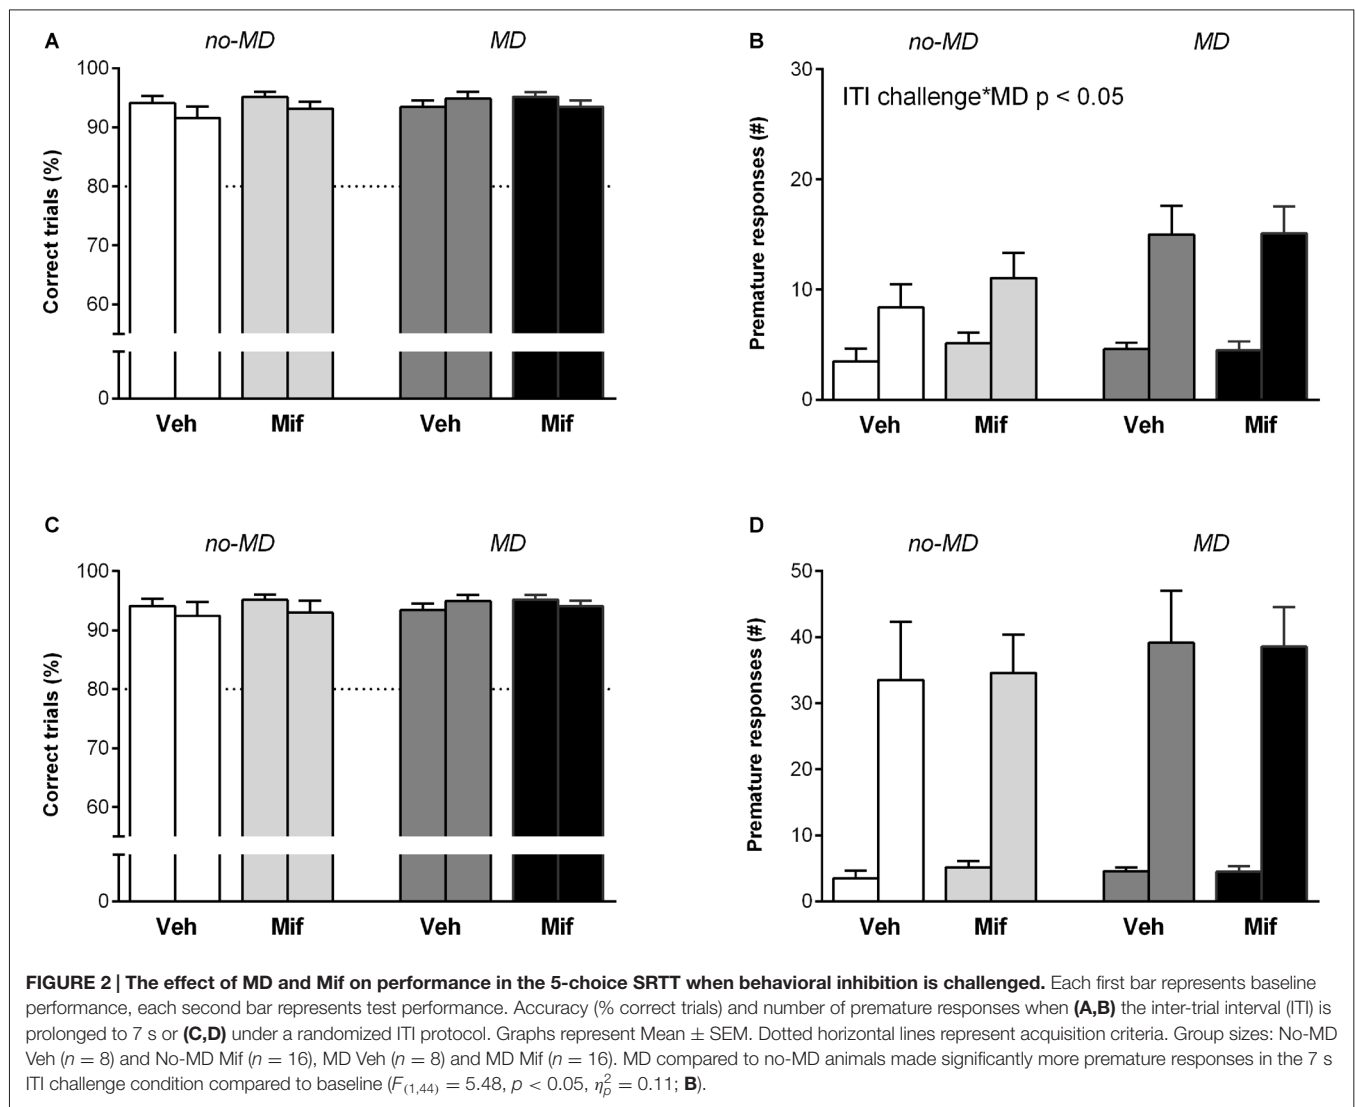 A
no-MD MD
Correct trials (%)
100
90
80
70
60
0
Veh Mif Veh Mif
B
no-MD MD
ITI challenge*MD p < 0.05
Premature responses (#)
30
20
10
0
Veh Mif Veh Mif
C
no-MD MD
Correct trials (%)
100
90
80
70
60
0
Veh Mif Veh Mif
D
no-MD MD
Premature responses (#)
50
40
30
20
10
0
Veh Mif Veh Mif
FIGURE 2 | The effect of MD and Mif on performance in the 5-choice SRTT when behavioral inhibition is challenged. Each first bar represents baseline
performance, each second bar represents test performance. Accuracy (% correct trials) and number of premature responses when (A,B) the inter-trial interval (ITI) is
prolonged to 7 s or (C,D) under a randomized ITI protocol. Graphs represent Mean ± SEM. Dotted horizontal lines represent acquisition criteria. Group sizes: No-MD
Veh (n = 8) and No-MD Mif (n = 16), MD Veh (n = 8) and MD Mif (n = 16). MD compared to no-MD animals made significantly more premature responses in the 7 s
ITI challenge condition compared to baseline (F(1,44) = 5.48, p < 0.05, η²p = 0.11; B).